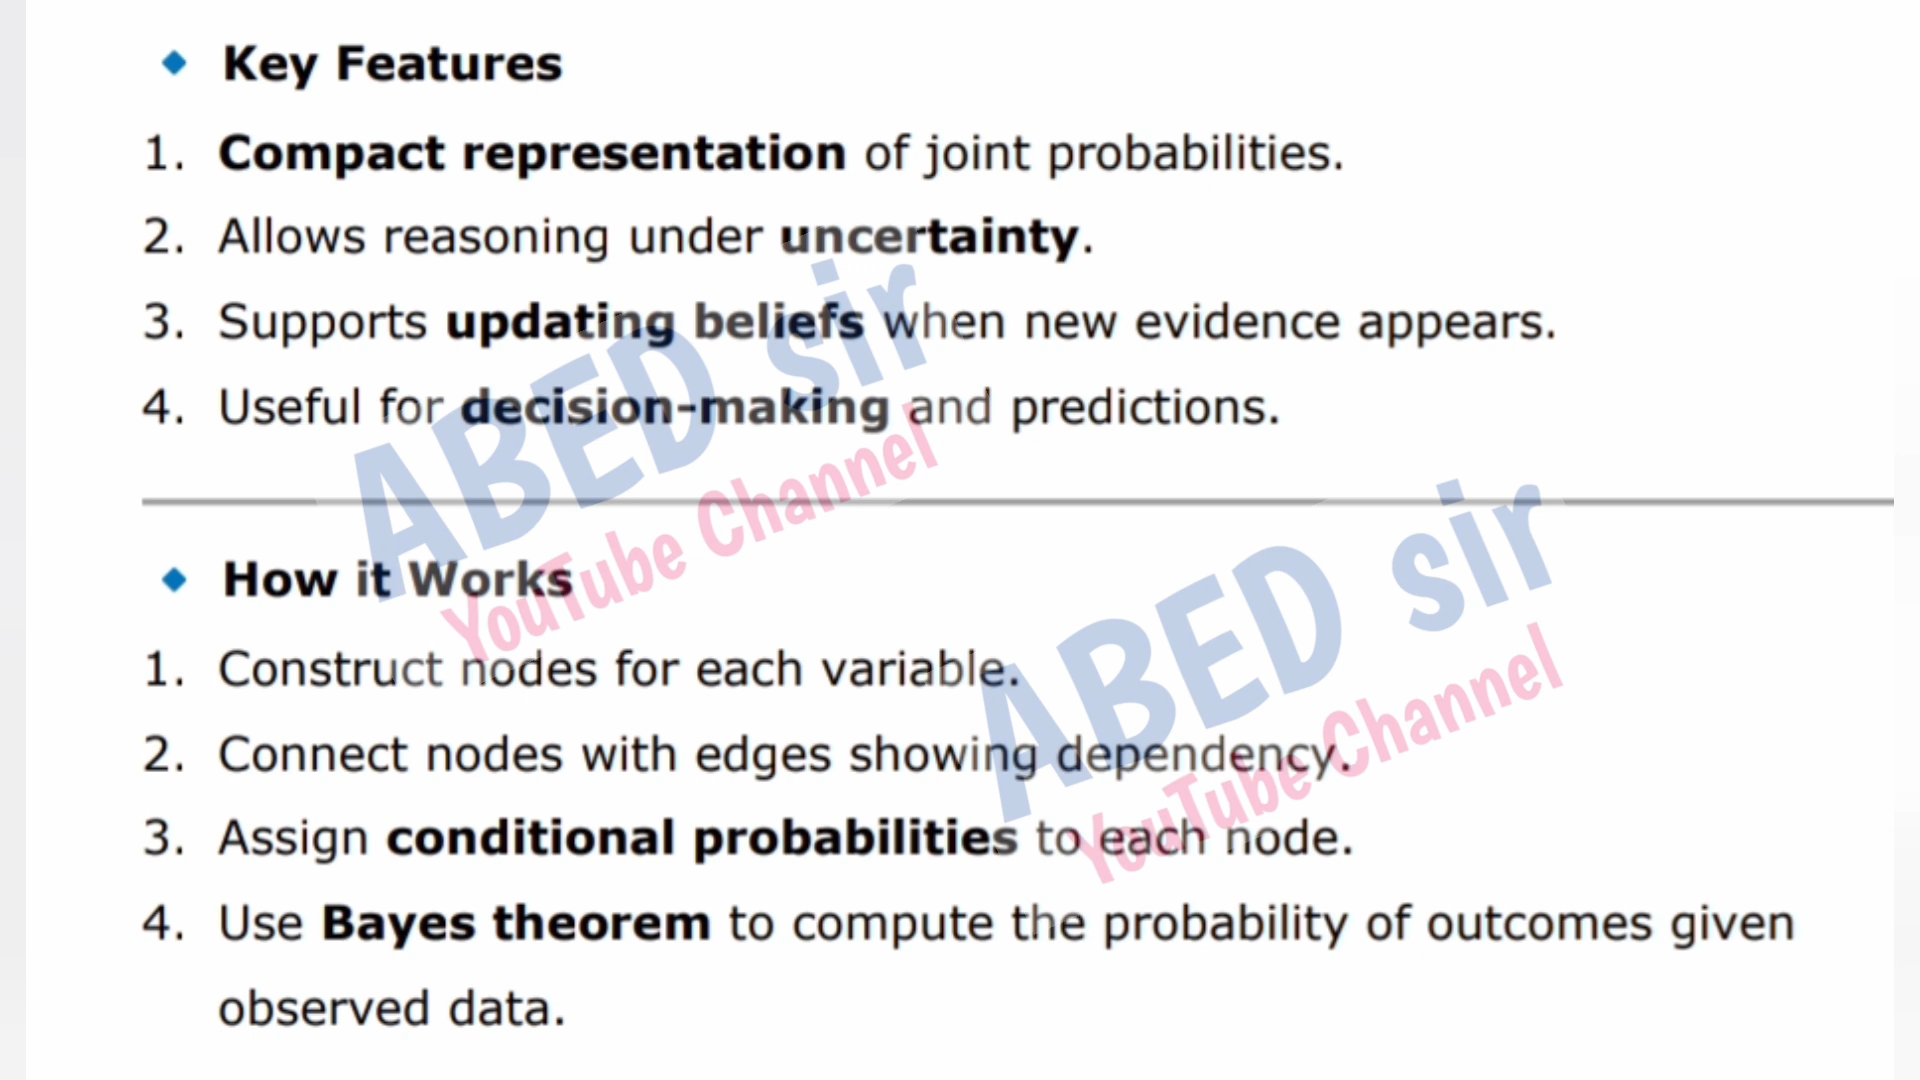 Key Features
1. Compact representation of joint probabilities.
2. Allows reasoning under uncertainty.
3. Supports updating beliefs when new evidence appears.
4. Useful for decision-making and predictions.
ABED sir
YouTube Channel
How it Works
1. Construct nodes for each variable.
2. Connect nodes with edges showing dependency.
3. Assign conditional probabilities to each node.
4. Use Bayes theorem to compute the probability of outcomes given
observed data.
ABED sir
YouTube Channel